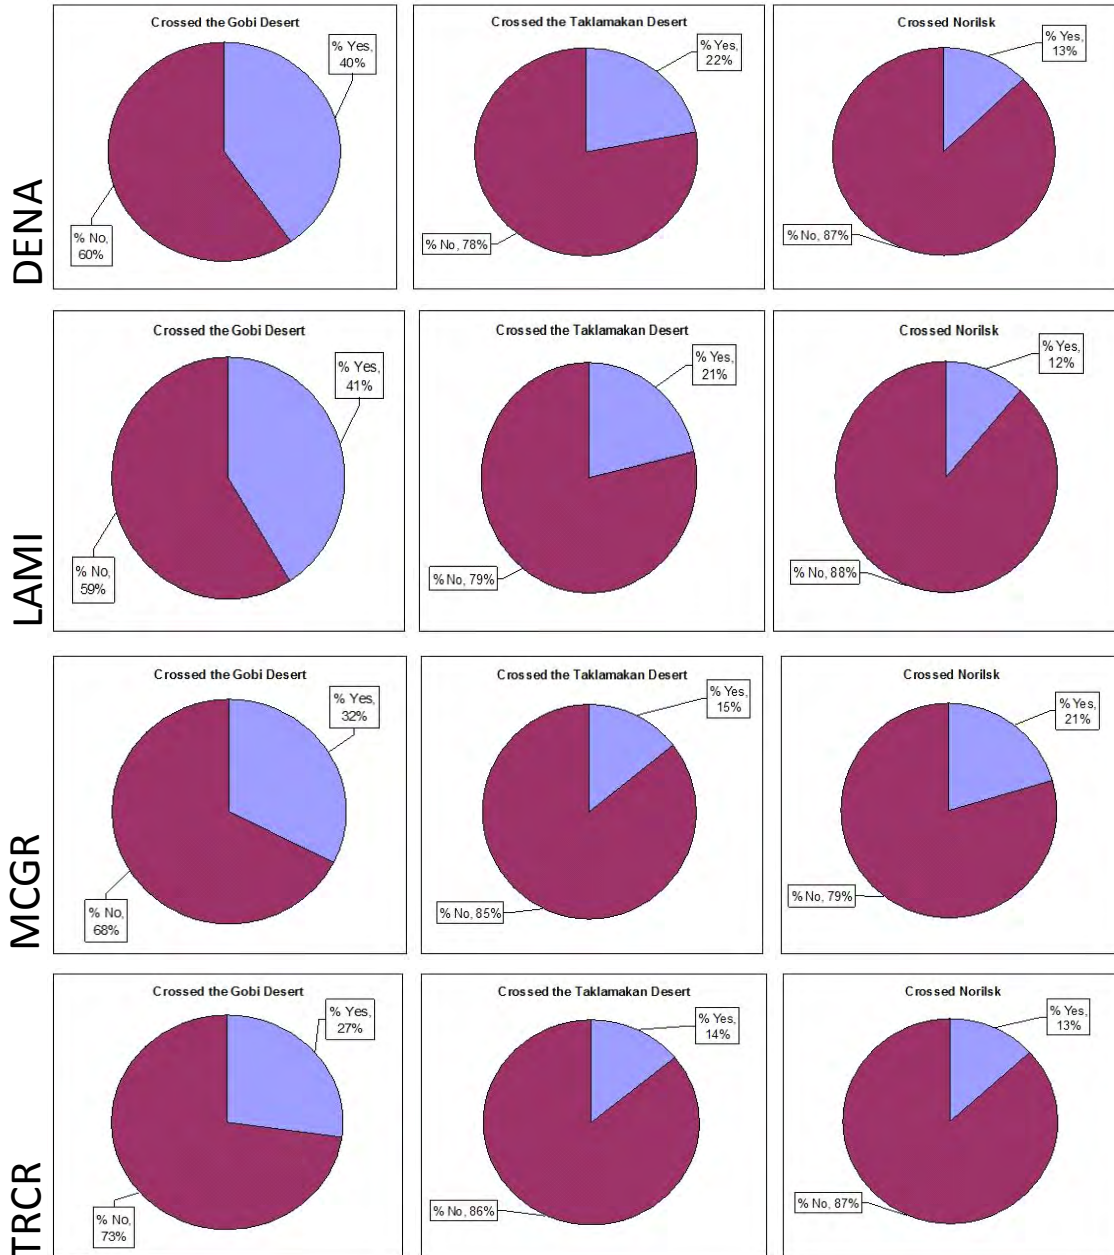 DENA
Crossed the Gobi Desert
% Yes,
40%
% No,
60%
Crossed the Taklamakan Desert
% Yes,
22%
% No, 78%
Crossed Norilsk
% Yes,
13%
% No, 87%
LAMI
Crossed the Gobi Desert
% Yes,
41%
% No,
59%
Crossed the Taklamakan Desert
% Yes,
21%
% No, 79%
Crossed Norilsk
% Yes,
12%
% No, 88%
MCGR
Crossed the Gobi Desert
% Yes,
32%
% No,
68%
Crossed the Taklamakan Desert
% Yes,
15%
% No, 85%
Crossed Norilsk
% Yes,
21%
% No, 79%
TRCR
Crossed the Gobi Desert
% Yes,
27%
% No,
73%
Crossed the Taklamakan Desert
% Yes,
14%
% No, 86%
Crossed Norilsk
% Yes,
13%
% No, 87%